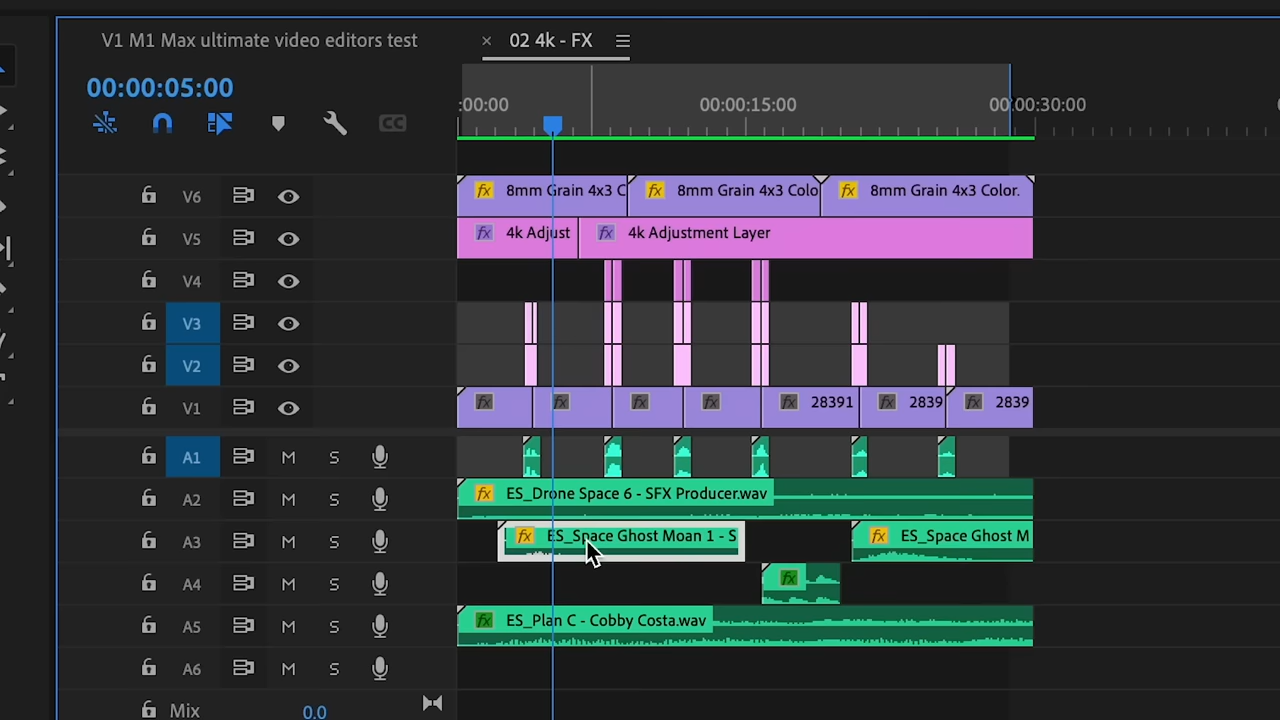 V1 M1 Max ultimate video editors test
× 02 4k - FX
00:00:05:00
:00:00 00:00:15:00 00:00:30:00
CC
V6 fx 8mm Grain 4x3 C fx 8mm Grain 4x3 Colo fx 8mm Grain 4x3 Color.
V5 fx 4k Adjust fx 4k Adjustment Layer
V4
V3
V2
V1 fx fx fx fx fx 28391 fx 2839 fx 2839
A1 M S
A2 M S fx ES_Drone Space 6 - SFX Producer.wav
A3 M S fx ES_Space Ghost Moan 1 - S fx ES_Space Ghost M
A4 M S fx
A5 M S fx ES_Plan C - Cobby Costa.wav
A6 M S
Mix 0.0